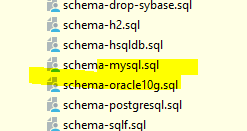 schema-drop-sybase.sql
schema-h2.sql
schema-hsqldb.sql
schema-mysql.sql
schema-oracle10g.sql
schema-postgresql.sql
schema-sqlf.sql